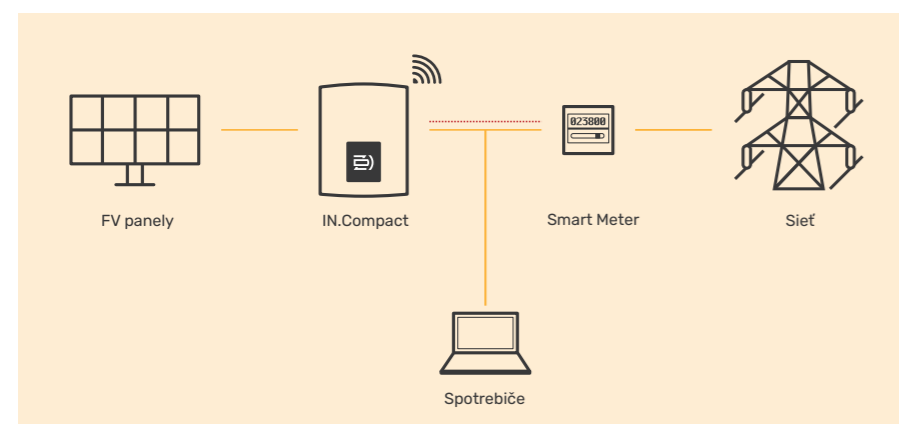 023800
FV panely
IN.Compact
Smart Meter
Sieť
Spotrebiče